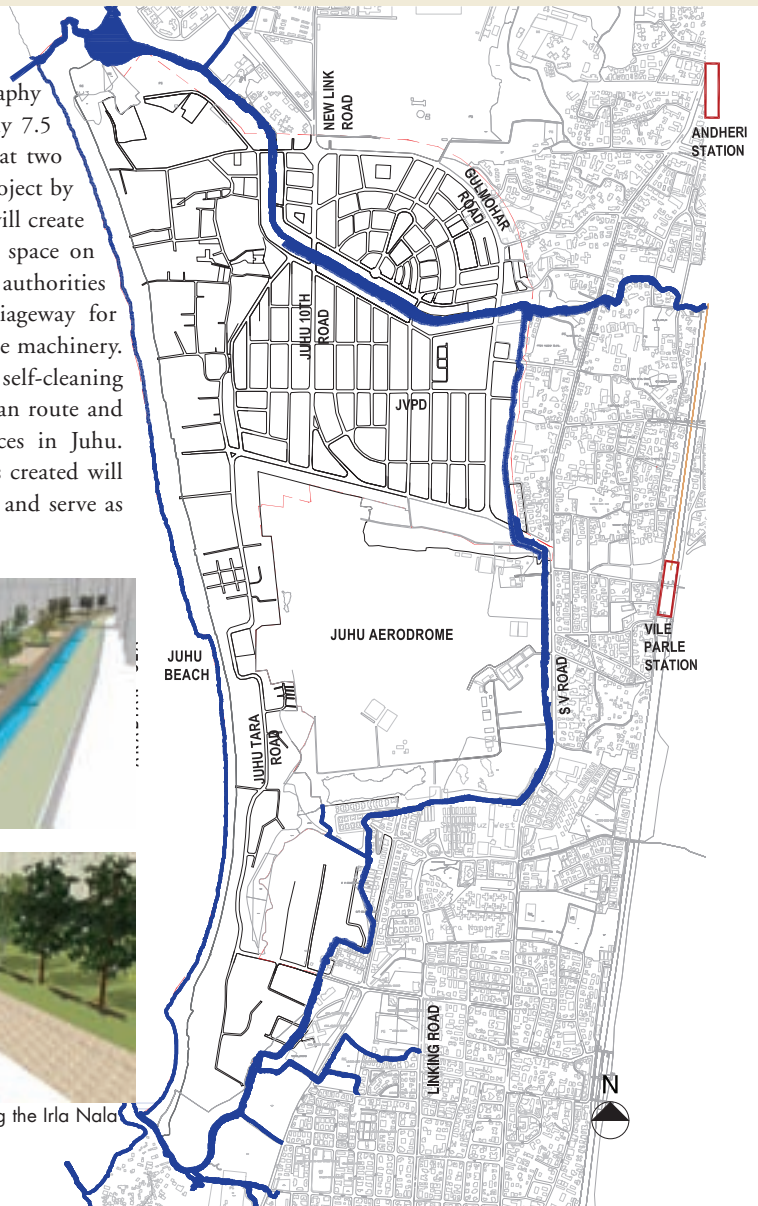 aphy
y 7.5
at two
oject by
ill create
space on
authorities
iageway for
e machinery.
self-cleaning
an route and
ces in Juhu.
s created will
and serve as
g the Irla Nala
NEW LINK
ROAD
ANDHERI
STATION
GULMOHAR
ROAD
JUHU 10TH
ROAD
JVPD
JUHU AERODROME
VILE
PARLE
STATION
JUHU
BEACH
S V ROAD
JUHU TARA
ROAD
LINKING ROAD
N